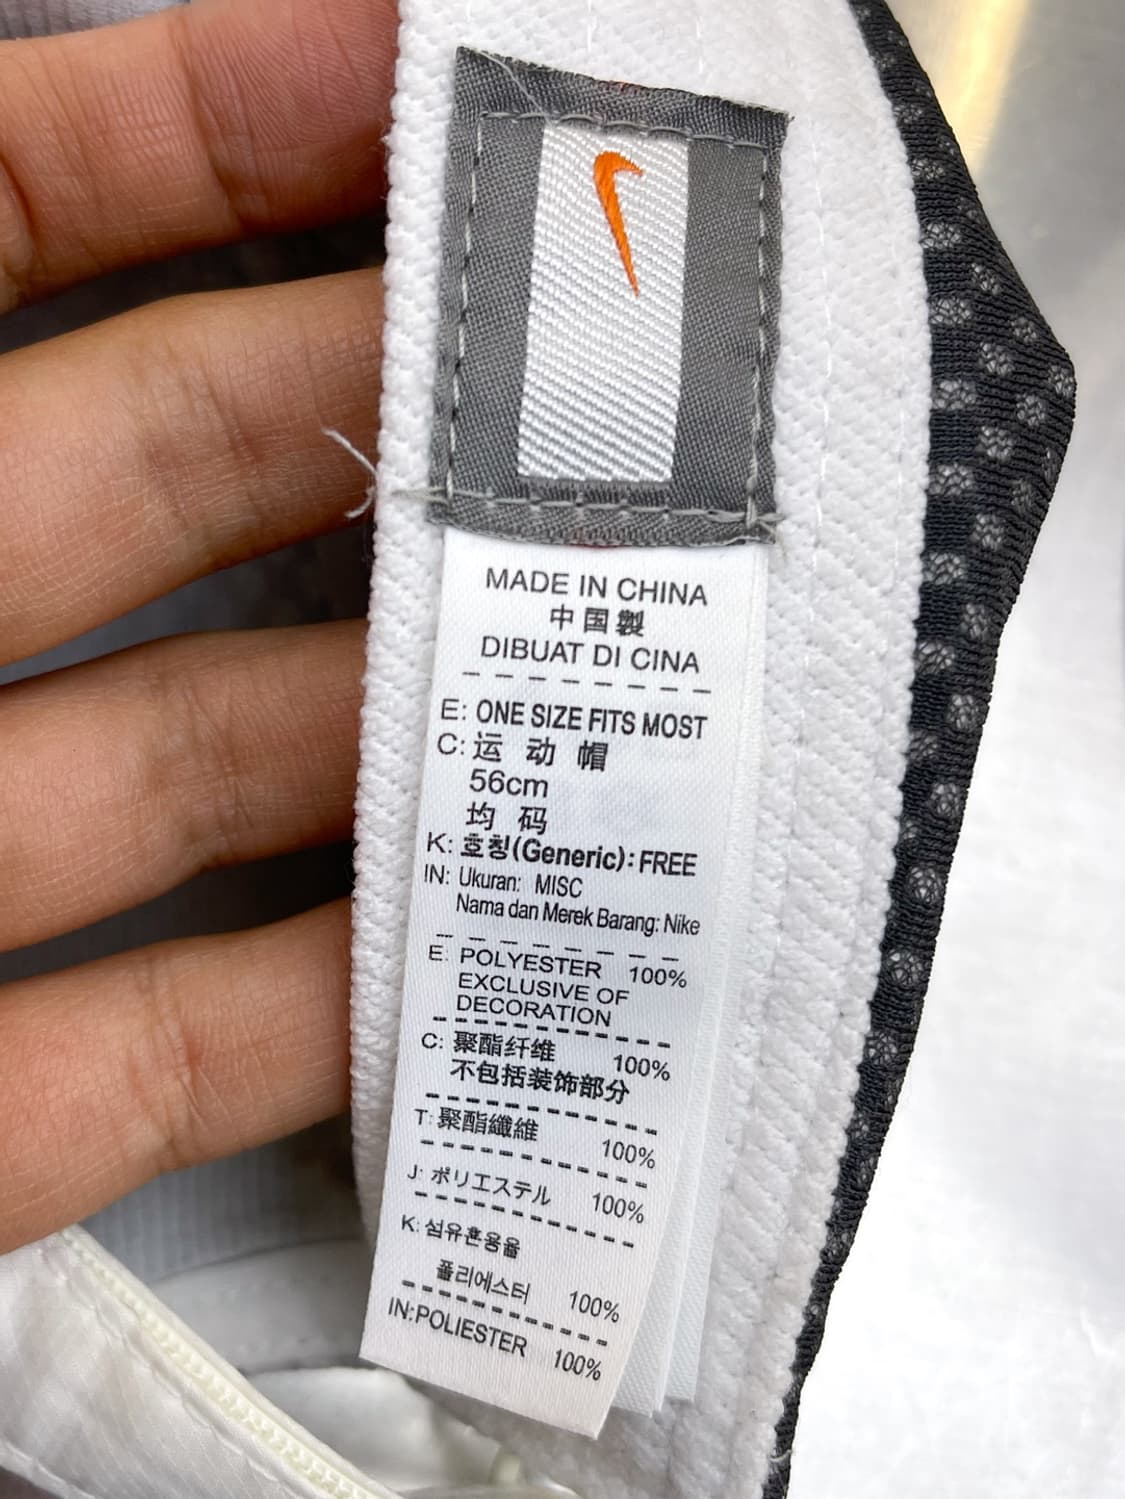 MADE IN CHINA
中国製
DIBUAT DI CINA
E: ONE SIZE FITS MOST
C: 运 动 帽
56cm
均 码
K: 호칭(Generic): FREE
IN: Ukuran: MISC
Nama dan Merek Barang: Nike
E: POLYESTER 100%
EXCLUSIVE OF
DECORATION
C: 聚酯纤维 100%
不包括装饰部分
T: 聚酯纖維 100%
J: ポリエステル 100%
K: 섬유혼용율
폴리에스터 100%
IN:POLIESTER 100%